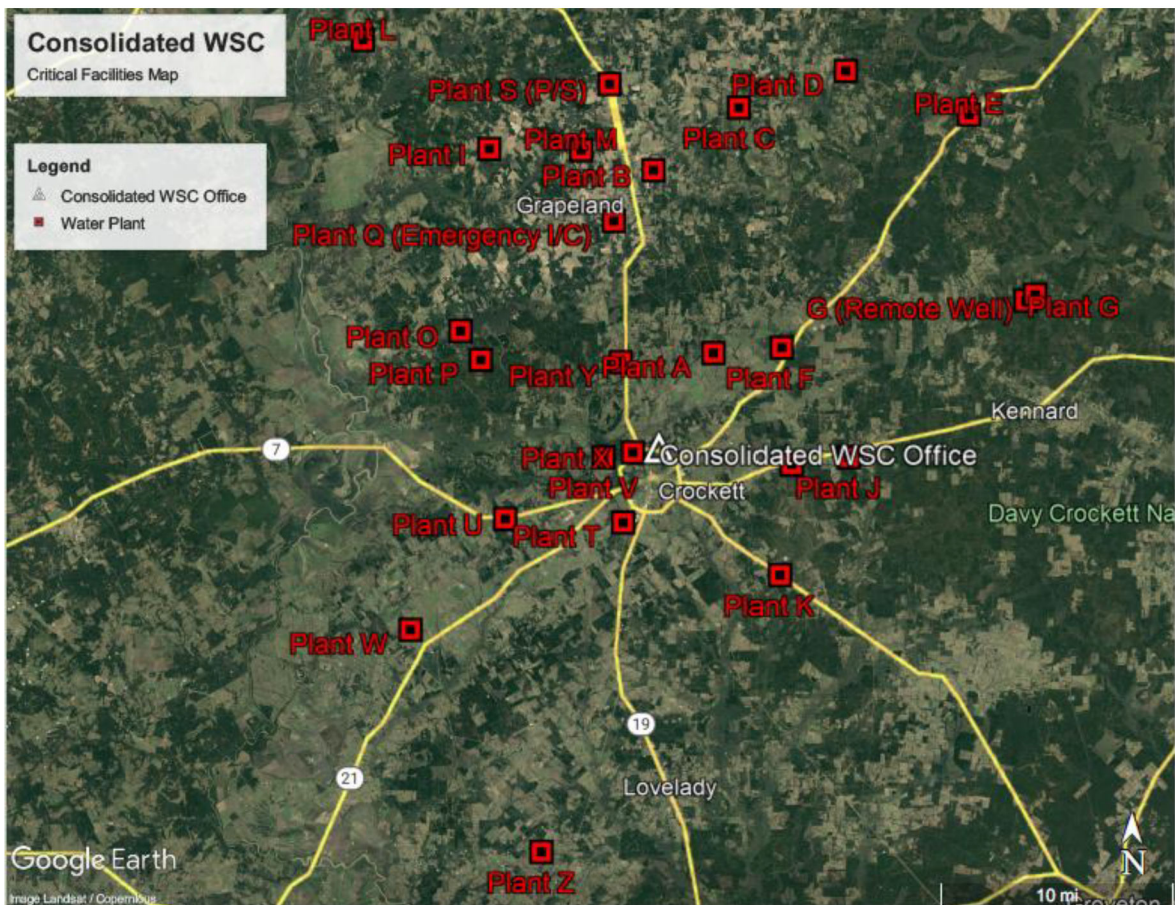 Consolidated WSC
Critical Facilities Map
Plant L
Plant S (P/S)
Plant D
Plant C
Plant E
Plant I
Plant M
Plant B
Legend
Consolidated WSC Office
Water Plant
Grapeland
Plant Q (Emergency I/C)
G (Remote Well)
Plant G
Plant O
Plant P
Plant Y
Plant A
Plant F
Kennard
7
Plant X
Consolidated WSC Office
Plant V
Crockett
Plant J
Davy Crockett Na
Plant U
Plant T
Plant K
Plant W
19
21
Lovelady
Google Earth
Plant Z
N
10 mi
Groveton
Image Landsat / Copernicus